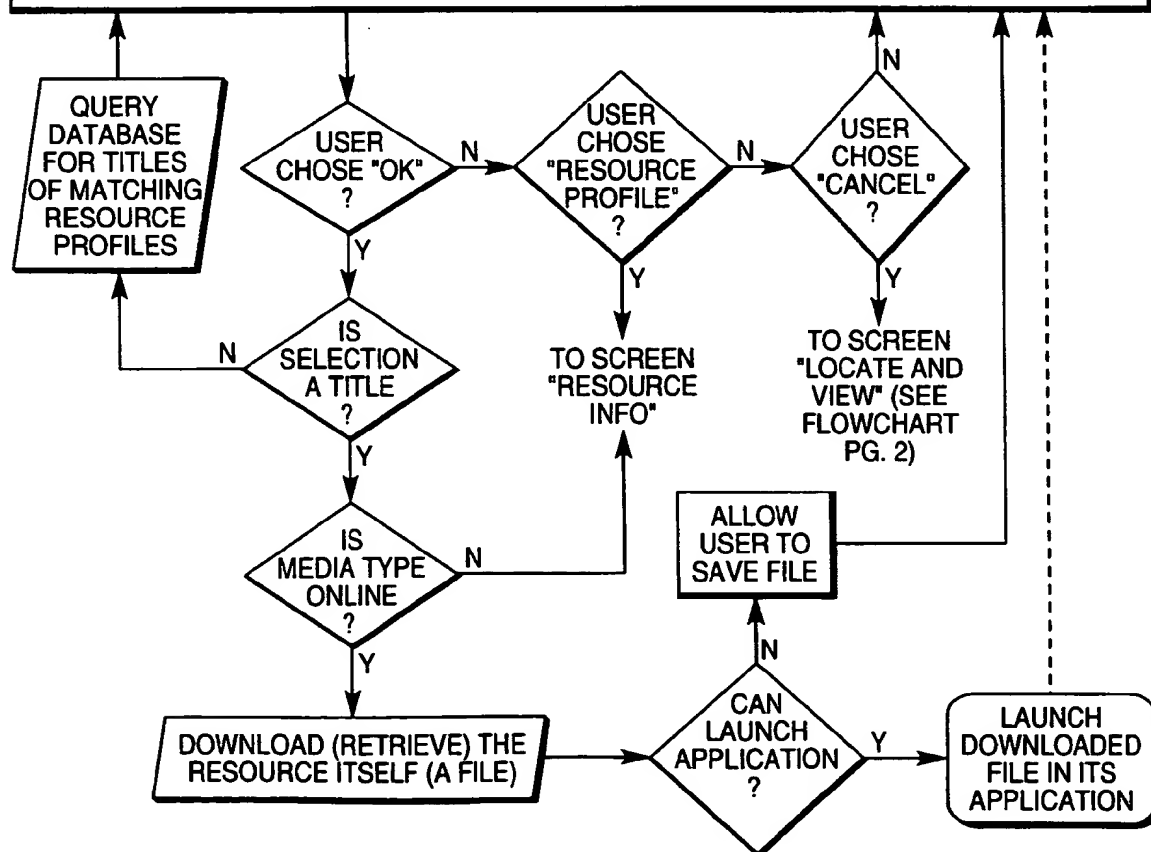 QUERY
DATABASE
FOR TITLES
OF MATCHING
RESOURCE
PROFILES
USER
CHOSE "OK"
?
N
Y
USER
CHOSE
"RESOURCE
PROFILE"
?
N
Y
USER
CHOSE
"CANCEL"
?
N
Y
IS
SELECTION
A TITLE
?
N
Y
TO SCREEN
"RESOURCE
INFO"
TO SCREEN
"LOCATE AND
VIEW" (SEE
FLOWCHART
PG. 2)
IS
MEDIA TYPE
ONLINE
?
N
Y
ALLOW
USER TO
SAVE FILE
DOWNLOAD (RETRIEVE) THE
RESOURCE ITSELF (A FILE)
CAN
LAUNCH
APPLICATION
?
N
Y
LAUNCH
DOWNLOADED
FILE IN ITS
APPLICATION